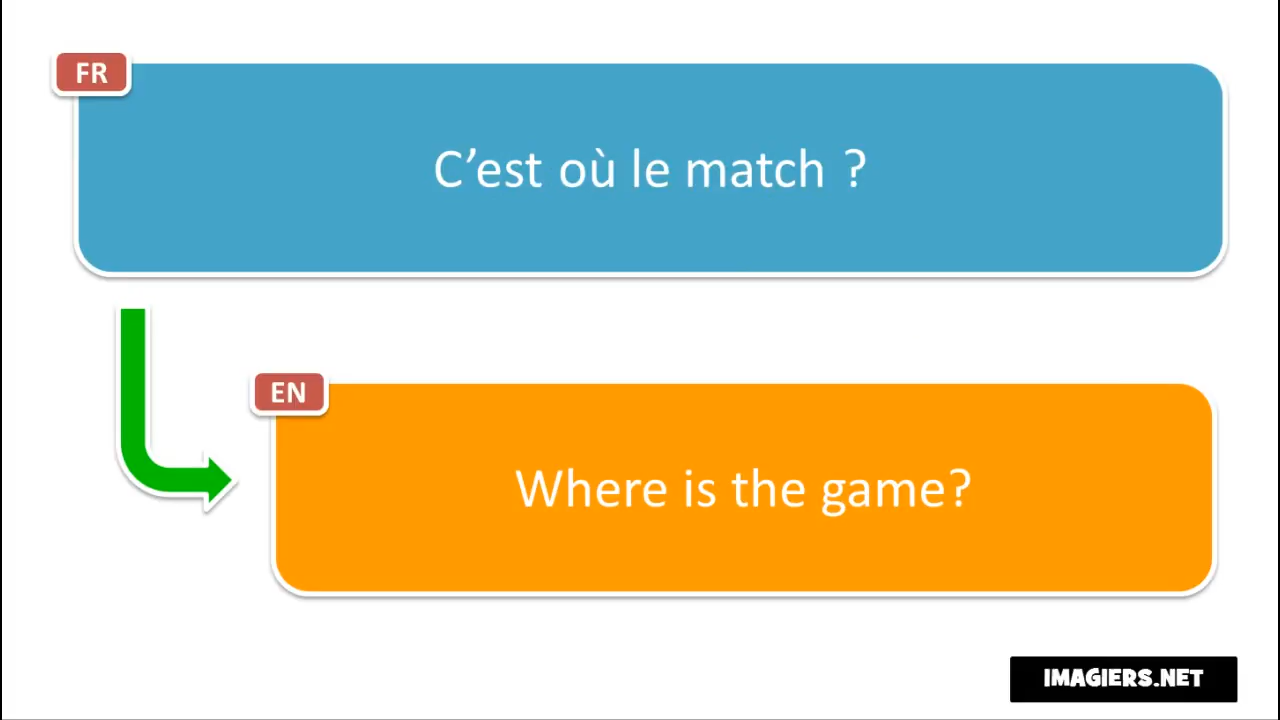 FR
C’est où le match ?
EN
Where is the game?
IMAGIERS.NET